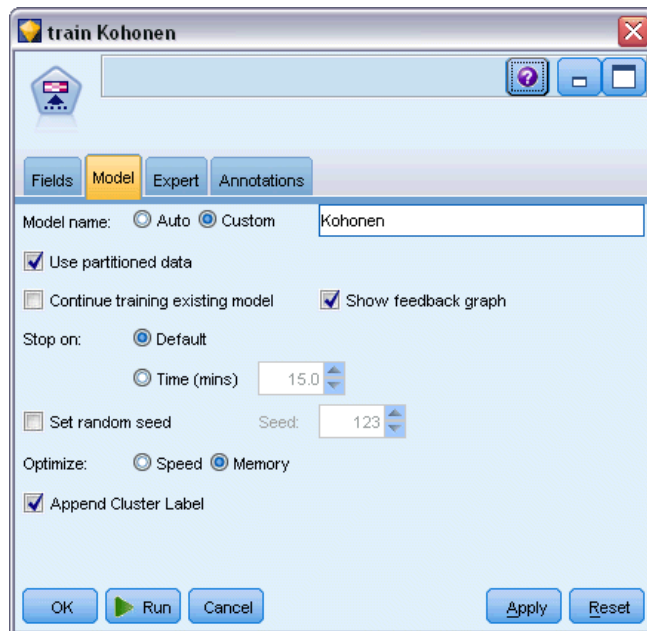 train Kohonen
Fields Model Expert Annotations
Model name: Auto Custom Kohonen
Use partitioned data
Continue training existing model Show feedback graph
Stop on: Default
Time (mins) 15.0
Set random seed Seed: 123
Optimize: Speed Memory
Append Cluster Label
OK Run Cancel Apply Reset